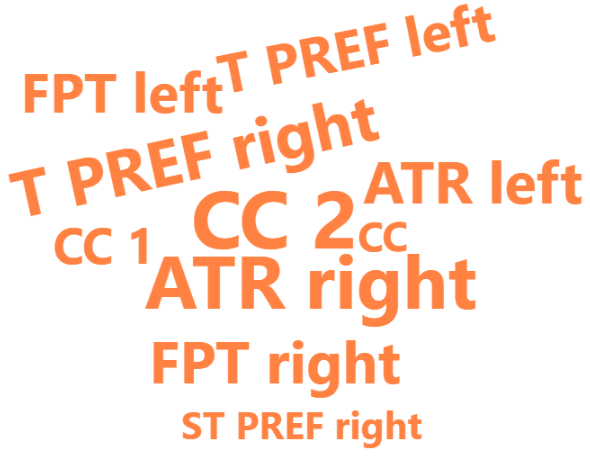 T PREF left
FPT left
T PREF right
ATR left
CC 2
CC
CC 1
ATR right
FPT right
ST PREF right